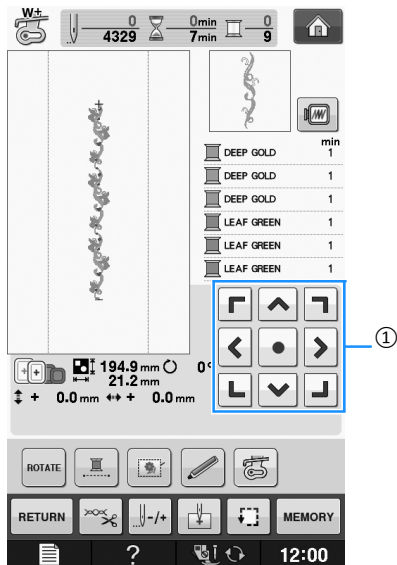 W+
0 0min 0
4329 7min 9
min
DEEP GOLD 1
DEEP GOLD 1
DEEP GOLD 1
LEAF GREEN 1
LEAF GREEN 1
LEAF GREEN 1
①
194.9 mm 0°
21.2 mm
+ 0.0 mm + 0.0 mm
ROTATE
RETURN -/+ MEMORY
? 12:00